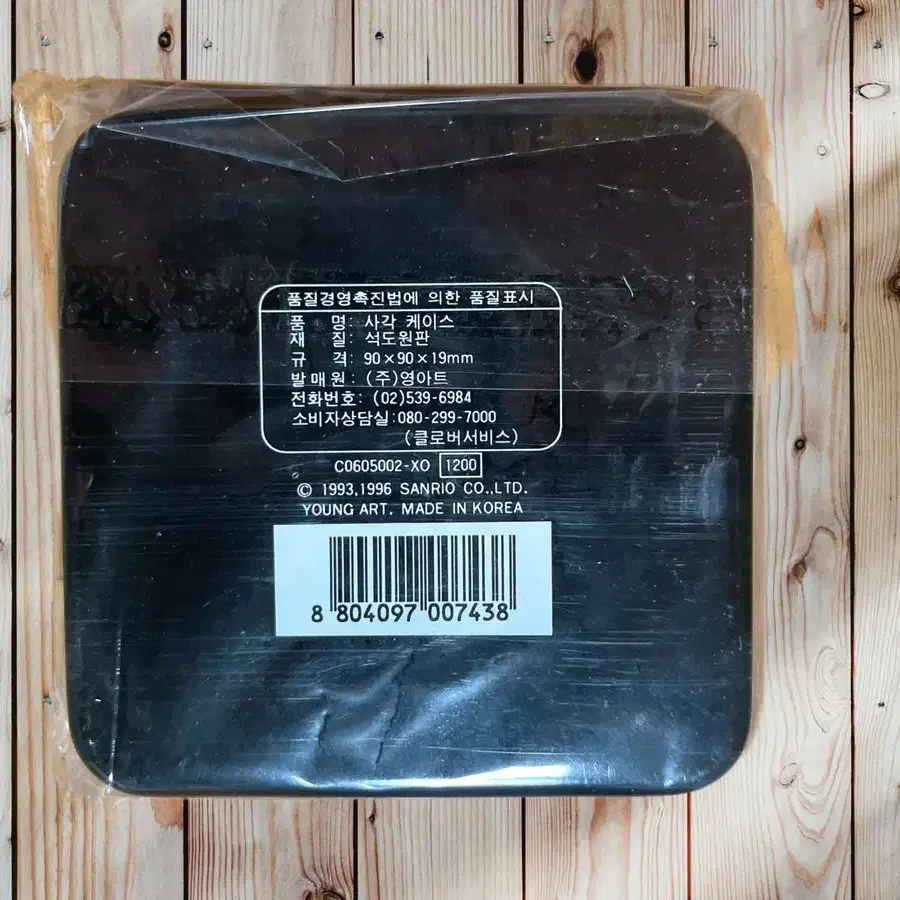 품질경영촉진법에 의한 품질표시
품 명: 사각 케이스
재 질: 석도원판
규 격: 90×90×19mm
발매원: (주)영아트
전화번호: (02)539-6984
소비자상담실:080-299-7000
(클로버서비스)
C0605002-XO 1200
© 1993,1996 SANRIO CO.,LTD.
YOUNG ART. MADE IN KOREA
8 804097 007438